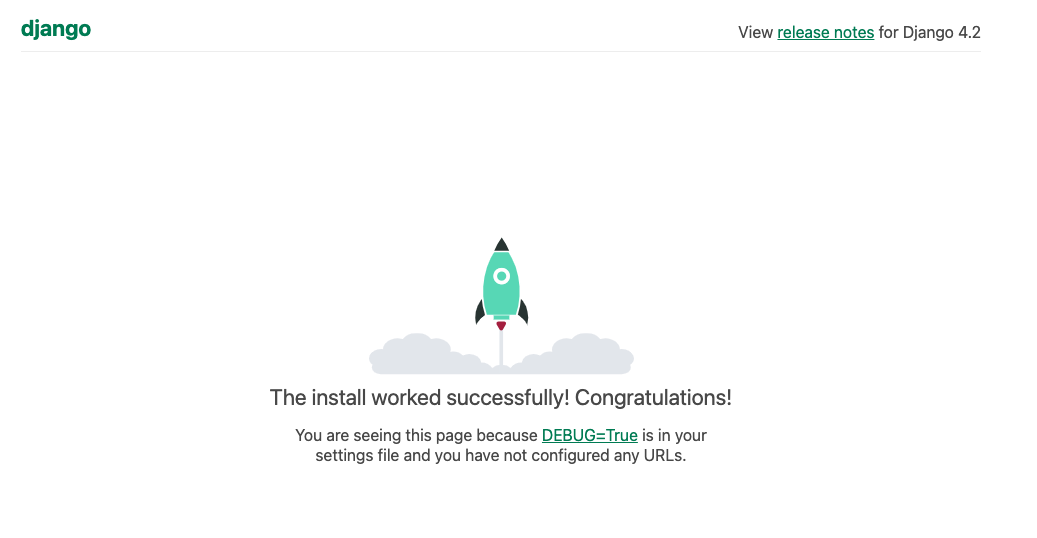 django
View release notes for Django 4.2
The install worked successfully! Congratulations!
You are seeing this page because DEBUG=True is in your
settings file and you have not configured any URLs.